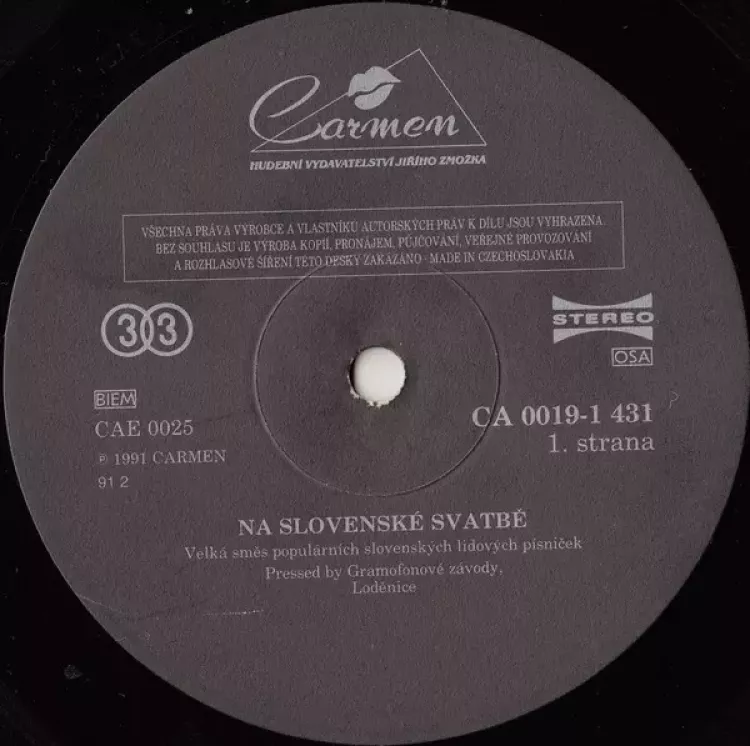 Carmen
HUDEBNÍ VYDAVATELSTVÍ JIŘÍHO ZMOŽKA
VŠECHNA PRÁVA VÝROBCE A VLASTNÍKU AUTORSKÝCH PRÁV K DÍLU JSOU VYHRAZENA.
BEZ SOUHLASU JE VÝROBA KOPIÍ, PRONÁJEM, PŮJČOVÁNÍ, VEŘEJNÉ PROVOZOVÁNÍ
A ROZHLASOVÉ ŠÍŘENÍ TÉTO DESKY ZAKÁZÁNO - MADE IN CZECHOSLOVAKIA
33
STEREO
OSA
BIEM
CAE 0025
CA 0019-1 431
1. strana
℗ 1991 CARMEN
91 2
NA SLOVENSKÉ SVATBĚ
Velká směs populárních slovenských lidových písniček
Pressed by Gramofonové závody,
Loděnice